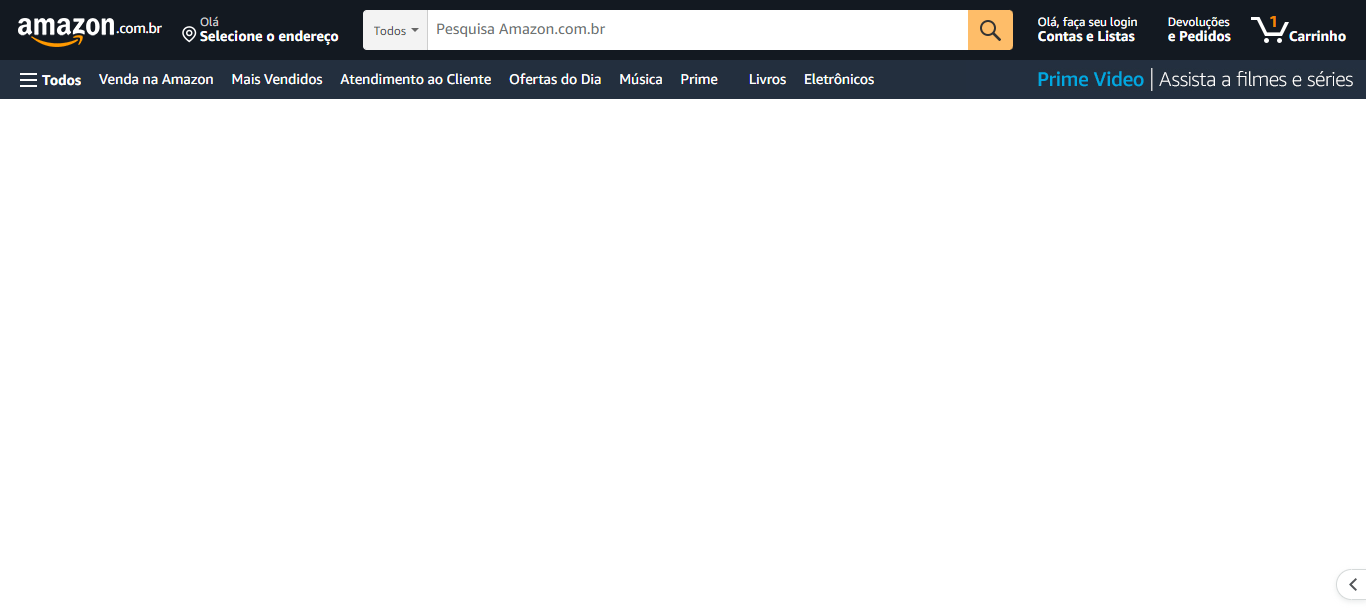 amazon.com.br
Olá
Selecione o endereço
Todos
Pesquisa Amazon.com.br
Olá, faça seu login
Contas e Listas
Devoluções
e Pedidos
1
Carrinho
Todos
Venda na Amazon
Mais Vendidos
Atendimento ao Cliente
Ofertas do Dia
Música
Prime
Livros
Eletrônicos
Prime Video | Assista a filmes e séries